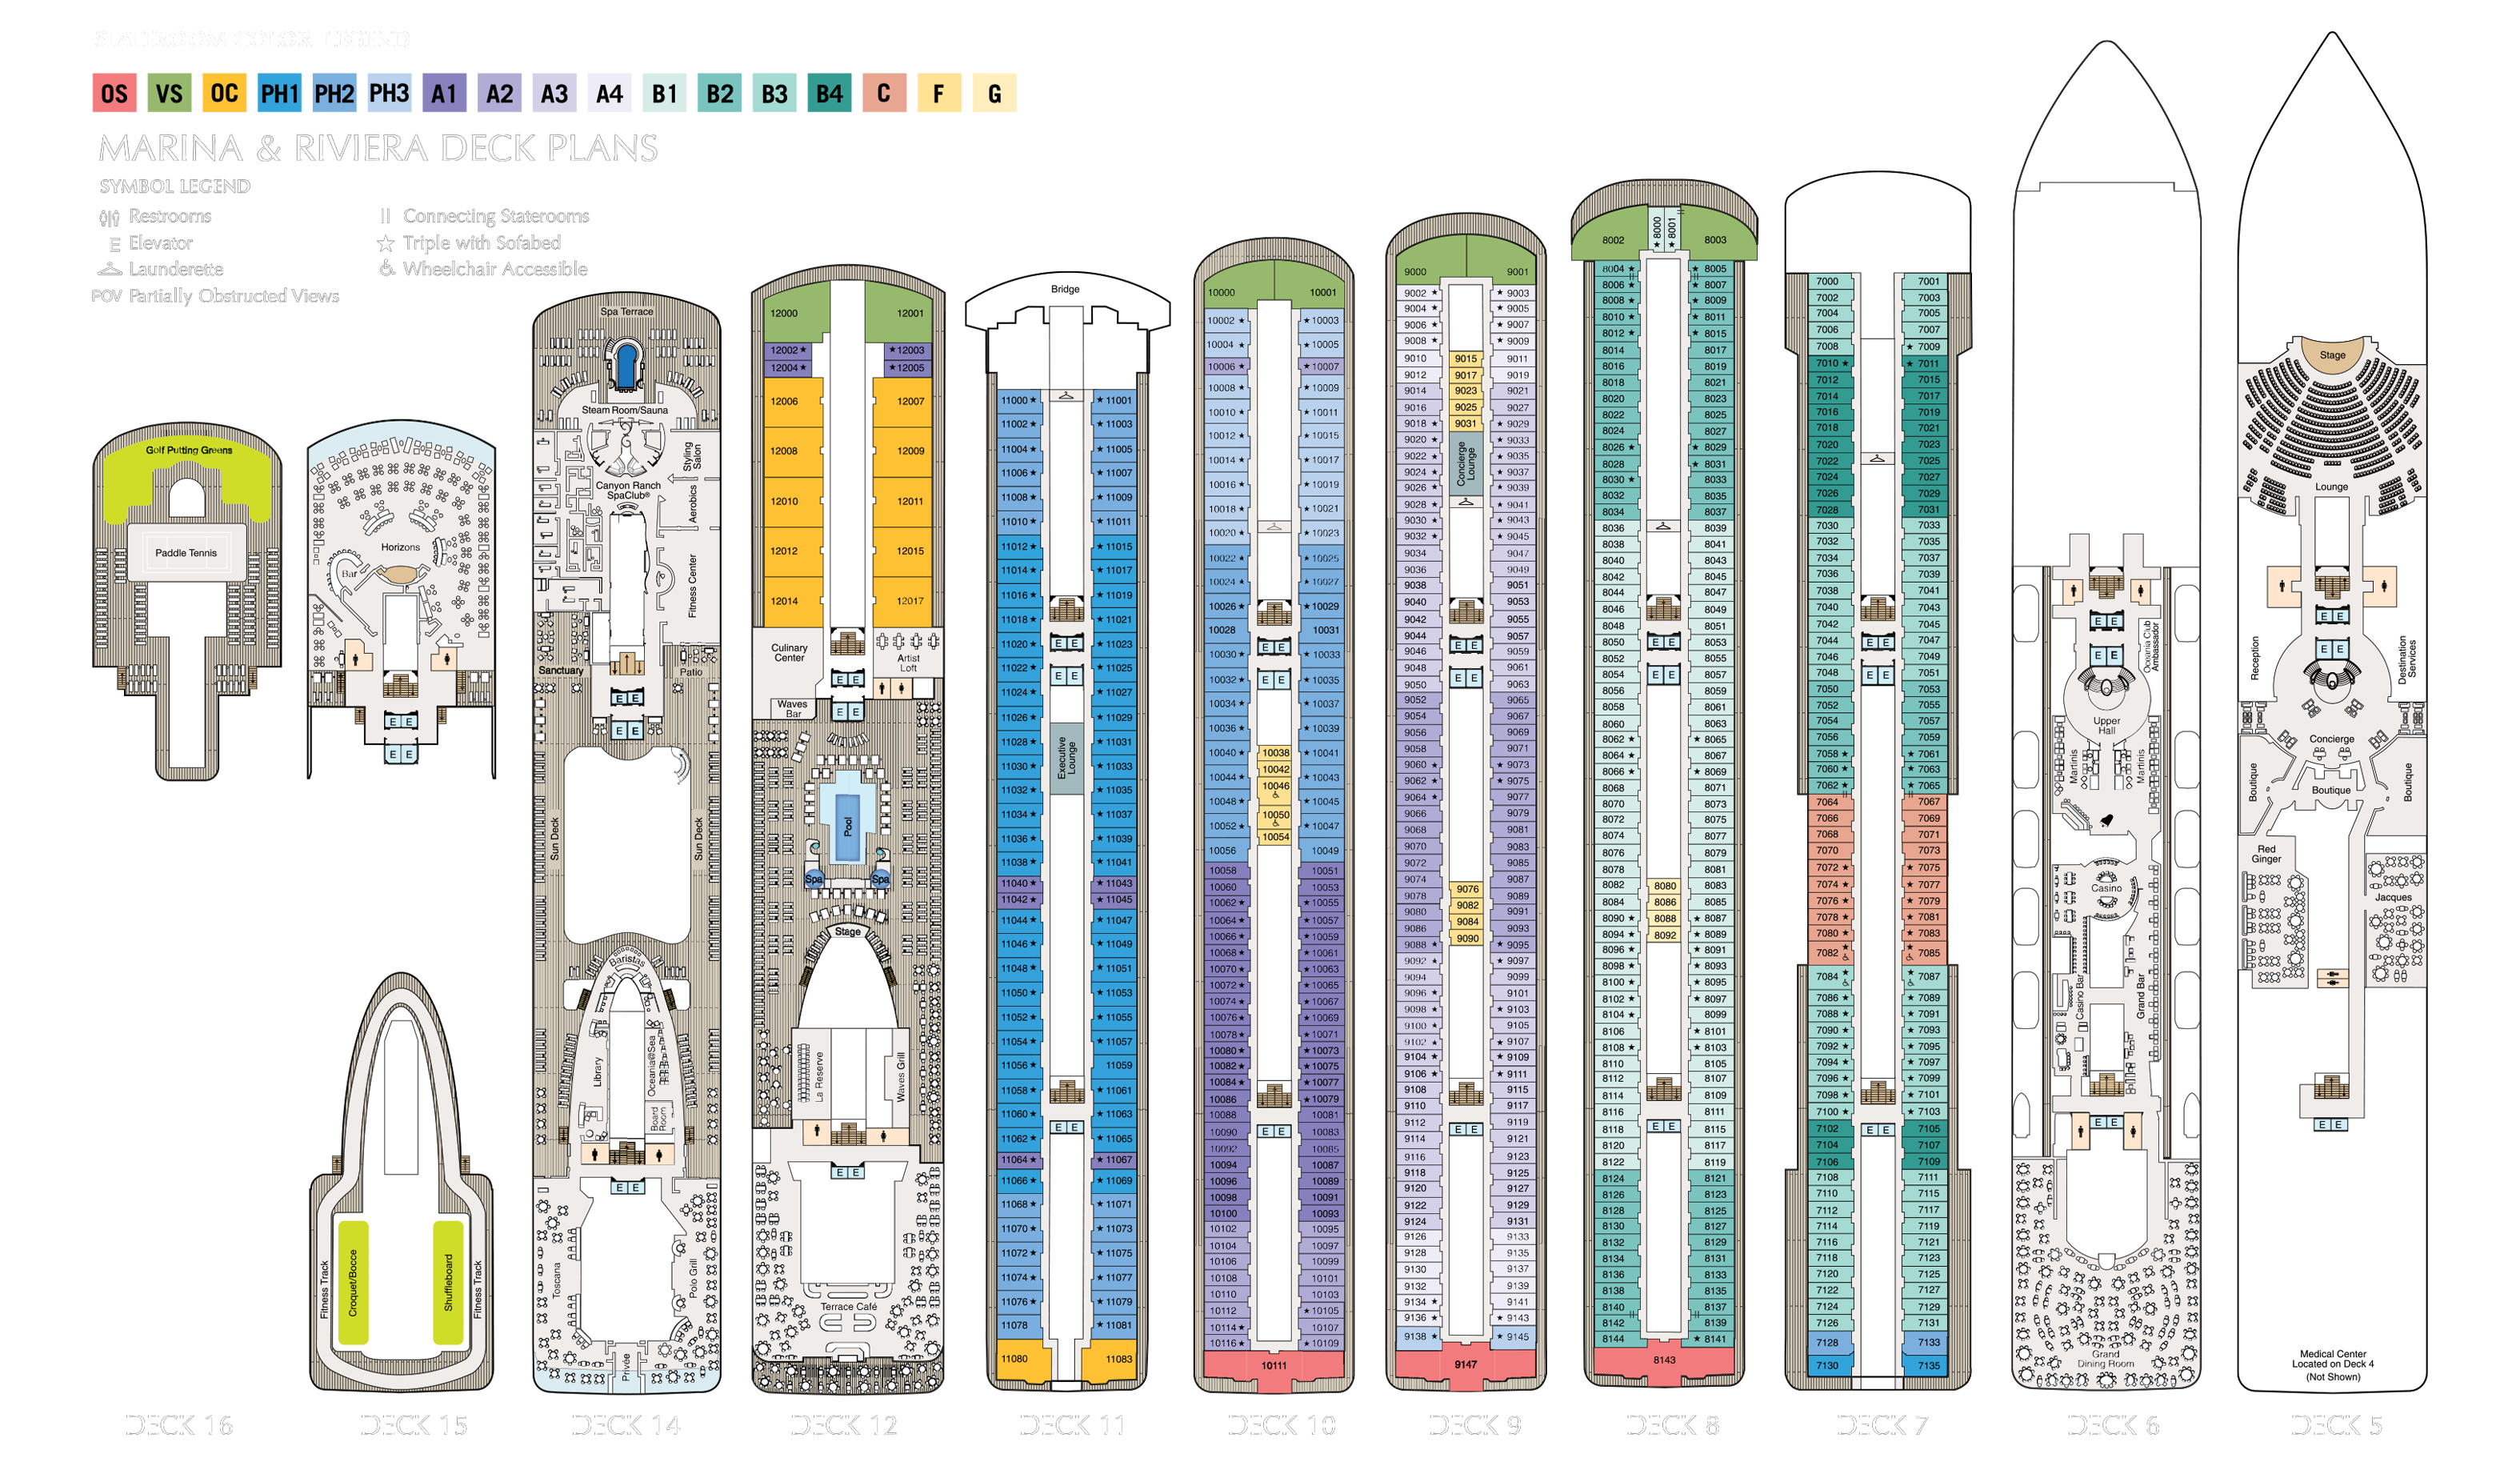 STATEROOM COLOR LEGEND
OS VS OC PH1 PH2 PH3 A1 A2 A3 A4 B1 B2 B3 B4 C F G
MARINA & RIVIERA DECK PLANS
SYMBOL LEGEND
Restrooms
E Elevator
Launderette
POV Partially Obstructed Views
Connecting Staterooms
Triple with Sofabed
Wheelchair Accessible
Golf Putting Greens
Paddle Tennis
DECK 16
Horizons
Bar
E E
E E
Fitness Track
Croquet/Bocce
Shuffleboard
Fitness Track
DECK 15
Spa Terrace
Steam Room/Sauna
Styling Salon
Canyon Ranch
SpaClub®
Aerobics
Fitness Center
Sanctuary
Patio
E E
E E
Sun Deck
Sun Deck
Baristas
Library
Oceania@Sea
Board Room
E E
Toscana
Polo Grill
Privée
DECK 14
12000 12001
12002 12003
12004 12005
12006 12007
12008 12009
12010 12011
12012 12015
12014 12017
Culinary
Center
Artist
Loft
E E
Waves
Bar
E E
Pool
Spa Spa
Stage
La Reserve
Waves Grill
E E
Terrace Café
DECK 12
Bridge
11000 11001
11002 11003
11004 11005
11006 11007
11008 11009
11010 11011
11012 11015
11014 11017
11016 11019
11018 11021
11020 E E 11023
11022 E E 11025
11024 11027
11026 11029
11028 11031
Executive Lounge
11030 11033
11032 11035
11034 11037
11036 11039
11038 11041
11040 11043
11042 11045
11044 11047
11046 11049
11048 11051
11050 11053
11052 11055
11054 11057
11056 11059
11058 11061
11060 E E 11063
11062 11065
11064 11067
11066 11069
11068 11071
11070 11073
11072 11075
11074 11077
11076 11079
11078 11081
11080 11083
DECK 11
10000 10001
10002 10003
10004 10005
10006 10007
10008 10009
10010 10011
10012 10015
10014 10017
10016 10019
10018 10021
10020 10023
10022 10025
10024 10027
10026 10029
10028 10031
E E
10030 10033
10032 E E 10035
10034 10037
10036 10039
10040 10038 10041
10044 10042 10043
10048 10046 10045
10052 10050 10047
10056 10054 10049
10058 10051
10060 10053
10062 10055
10064 10057
10066 10059
10068 10061
10070 10063
10072 10065
10074 10067
10076 10069
10078 10071
10080 10073
10082 10075
10084 10077
10086 10079
10088 10081
10090 E E 10083
10092 10085
10094 10087
10096 10089
10098 10091
10100 10093
10102 10095
10104 10097
10106 10099
10108 10101
10110 10103
10112 10105
10114 10107
10116 10109
10111
DECK 10
9000 9001
9002 9003
9004 9005
9006 9007
9008 9009
9010 9015 9011
9012 9017 9019
9014 9023 9021
9016 9025 9027
9018 9031 9029
9020 9033
9022 9035
Concierge Lounge
9024 9037
9026 9039
9028 9041
9030 9043
9032 9045
9034 9047
9036 9049
9038 9051
9040 9053
9042 9055
9044 9057
9046 E E 9059
9048 9061
9050 E E 9063
9052 9065
9054 9067
9056 9069
9058 9071
9060 9073
9062 9075
9064 9077
9066 9079
9068 9081
9070 9083
9072 9085
9074 9076 9087
9078 9082 9089
9080 9084 9091
9086 9090 9093
9088 9095
9092 9097
9094 9099
9096 9101
9098 9103
9100 9105
9102 9107
9104 9109
9106 9111
9108 9115
9110 9117
9112 E E 9119
9114 9121
9116 9123
9118 9125
9120 9127
9122 9129
9124 9131
9126 9133
9128 9135
9130 9137
9132 9139
9134 9141
9136 9143
9138 9145
9147
DECK 9
8000 8001
8002 8003
8004 8005
8006 8007
8008 8009
8010 8011
8012 8015
8014 8017
8016 8019
8018 8021
8020 8023
8022 8025
8024 8027
8026 8029
8028 8031
8030 8033
8032 8035
8034 8037
8036 8039
8038 8041
8040 8043
8042 8045
8044 8047
8046 8049
8048 8051
8050 E E 8053
8052 8055
8054 E E 8057
8056 8059
8058 8061
8060 8063
8062 8065
8064 8067
8066 8069
8068 8071
8070 8073
8072 8075
8074 8077
8076 8079
8078 8081
8082 8080 8083
8084 8086 8085
8090 8088 8087
8094 8092 8089
8096 8091
8098 8093
8100 8095
8102 8097
8104 8099
8106 8101
8108 8103
8110 8105
8112 8107
8114 8109
8116 8111
8118 E E 8115
8120 8117
8122 8119
8124 8121
8126 8123
8128 8125
8130 8127
8132 8129
8134 8131
8136 8133
8138 8135
8140 8137
8142 8139
8144 8141
8143
DECK 8
7000 7001
7002 7003
7004 7005
7006 7007
7008 7009
7010 7011
7012 7015
7014 7017
7016 7019
7018 7021
7020 7023
7022 7025
7024 7027
7026 7029
7028 7031
7030 7033
7032 7035
7034 7037
7036 7039
7038 7041
7040 7043
7042 7045
7044 E E 7047
7046 7049
7048 E E 7051
7050 7053
7052 7055
7054 7057
7056 7059
7058 7061
7060 7063
7062 7065
7064 7067
7066 7069
7068 7071
7070 7073
7072 7075
7074 7077
7076 7079
7078 7081
7080 7083
7082 7085
7084 7087
7086 7089
7088 7091
7090 7093
7092 7095
7094 7097
7096 7099
7098 7101
7100 7103
7102 E E 7105
7104 7107
7106 7109
7108 7111
7110 7115
7112 7117
7114 7119
7116 7121
7118 7123
7120 7125
7122 7127
7124 7129
7126 7131
7128 7133
7130 7135
DECK 7
E E
Oceania Club
Ambassador
E E
Upper
Hall
Martinis
Martinis
Casino
Casino Bar
Grand Bar
E E
Grand
Dining Room
DECK 6
Stage
Lounge
E E
Reception
E E
Destination
Services
Concierge
Boutique
Boutique
Boutique
Red
Ginger
Jacques
E E
Medical Center
Located on Deck 4
(Not Shown)
DECK 5